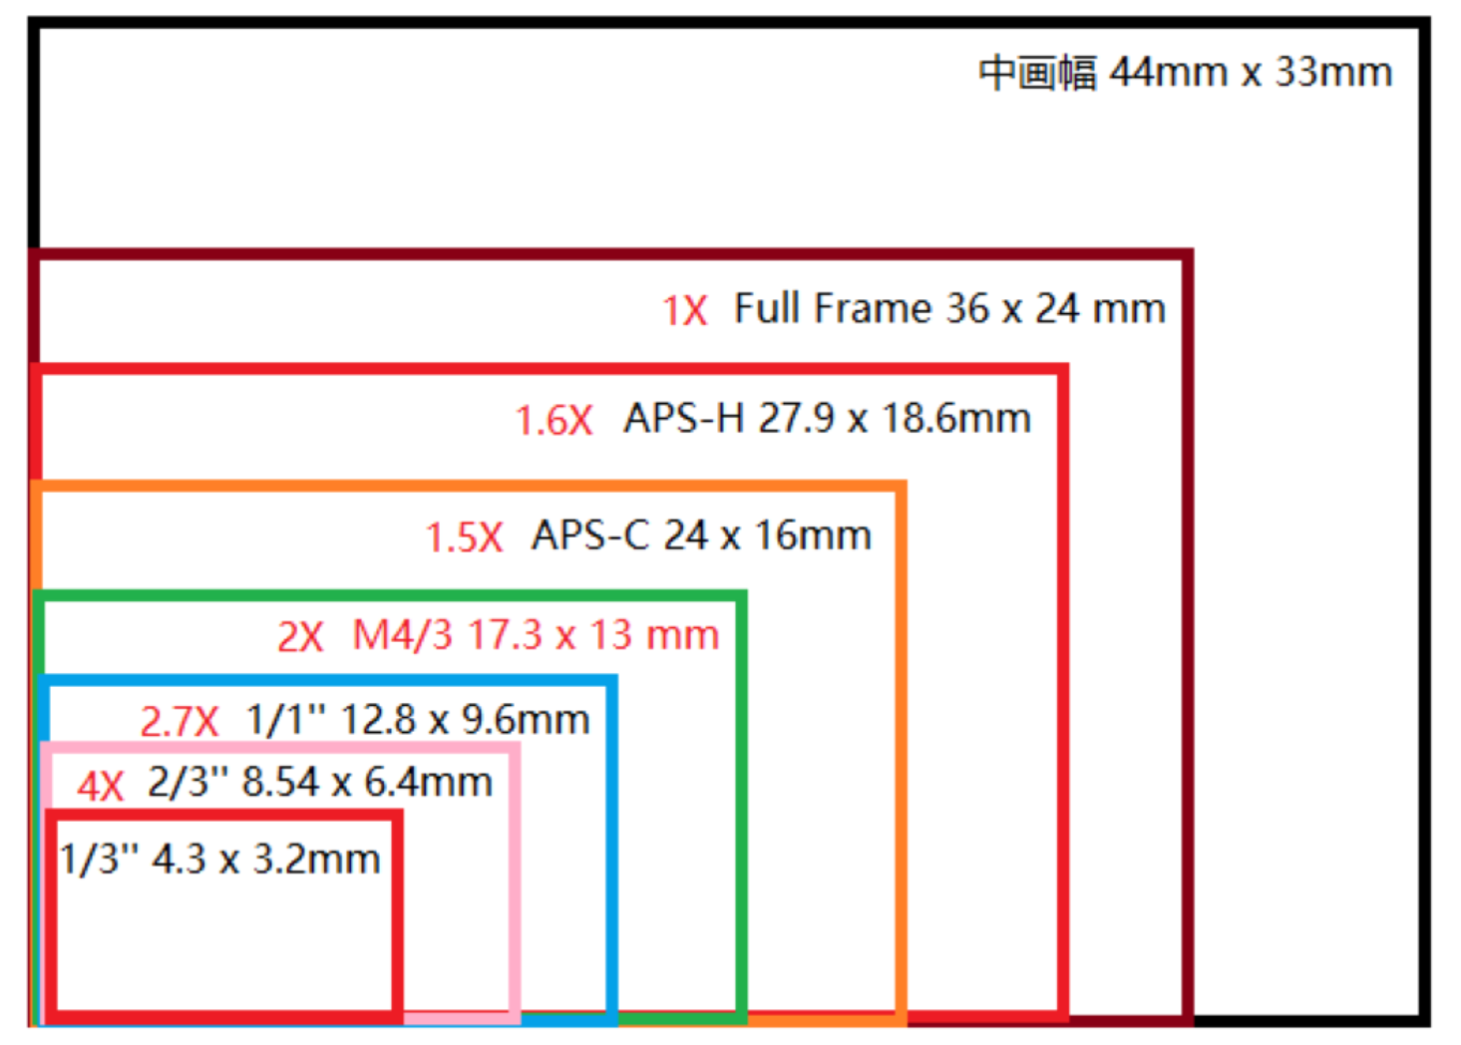 中画幅 44mm x 33mm
1X Full Frame 36 x 24 mm
1.6X APS-H 27.9 x 18.6mm
1.5X APS-C 24 x 16mm
2X M4/3 17.3 x 13 mm
2.7X 1/1'' 12.8 x 9.6mm
4X 2/3'' 8.54 x 6.4mm
1/3'' 4.3 x 3.2mm